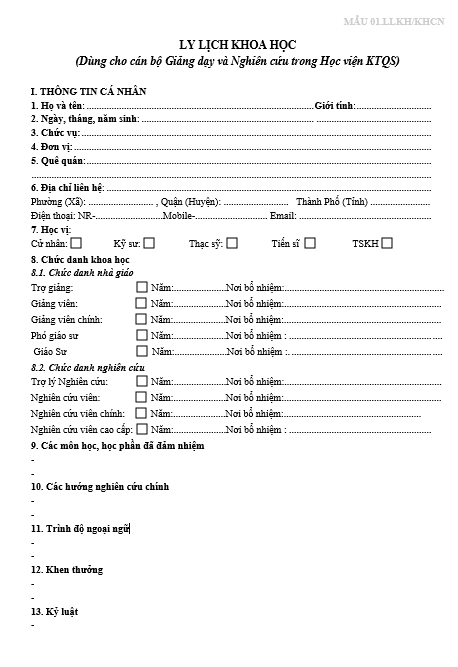 MẪU 01.LLKH/KHCN
LÝ LỊCH KHOA HỌC
(Dùng cho cán bộ Giảng dạy và Nghiên cứu trong Học viện KTQS)
I. THÔNG TIN CÁ NHÂN
1. Họ và tên: ........................................ Giới tính: ....................
2. Ngày, tháng, năm sinh: ........................................
3. Chức vụ: ........................................
4. Đơn vị: ........................................
5. Quê quán: ........................................
........................................
6. Địa chỉ liên hệ: ........................................
Phường (Xã): .................... , Quận (Huyện): .................... Thành Phố (Tỉnh) ....................
Điện thoại: NR-....................Mobile-.................... Email: ....................
7. Học vị:
Cử nhân: □ Kỹ sư: □ Thạc sỹ: □ Tiến sĩ □ TSKH □
8. Chức danh khoa học
8.1. Chức danh nhà giáo
Trợ giảng: □ Năm:....................Nơi bổ nhiệm:....................
Giảng viên: □ Năm:....................Nơi bổ nhiệm:....................
Giảng viên chính: □ Năm:....................Nơi bổ nhiệm:....................
Phó giáo sư □ Năm:....................Nơi bổ nhiệm : ....................
Giáo Sư □ Năm:....................Nơi bổ nhiệm :....................
8.2. Chức danh nghiên cứu
Trợ lý Nghiên cứu: □ Năm:....................Nơi bổ nhiệm:....................
Nghiên cứu viên: □ Năm:....................Nơi bổ nhiệm:....................
Nghiên cứu viên chính: □ Năm:....................Nơi bổ nhiệm:....................
Nghiên cứu viên cao cấp: □ Năm:....................Nơi bổ nhiệm : ....................
9. Các môn học, học phần đã đảm nhiệm
-
-
10. Các hướng nghiên cứu chính
-
-
11. Trình độ ngoại ngữ
-
-
12. Khen thưởng
-
-
13. Kỷ luật
-